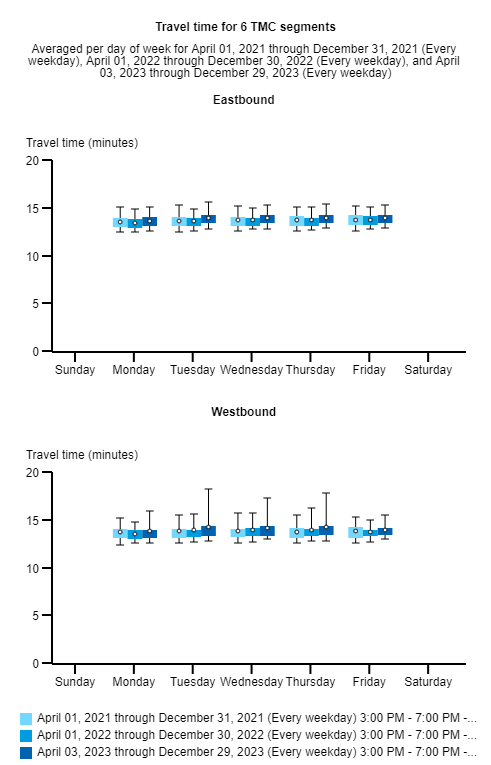 Travel time for 6 TMC segments
Averaged per day of week for April 01, 2021 through December 31, 2021 (Every
weekday), April 01, 2022 through December 30, 2022 (Every weekday), and April
03, 2023 through December 29, 2023 (Every weekday)
Eastbound
Travel time (minutes)
20
15
10
5
0
Sunday Monday Tuesday Wednesday Thursday Friday Saturday
Westbound
Travel time (minutes)
20
15
10
5
0
Sunday Monday Tuesday Wednesday Thursday Friday Saturday
April 01, 2021 through December 31, 2021 (Every weekday) 3:00 PM - 7:00 PM -...
April 01, 2022 through December 30, 2022 (Every weekday) 3:00 PM - 7:00 PM -...
April 03, 2023 through December 29, 2023 (Every weekday) 3:00 PM - 7:00 PM -...